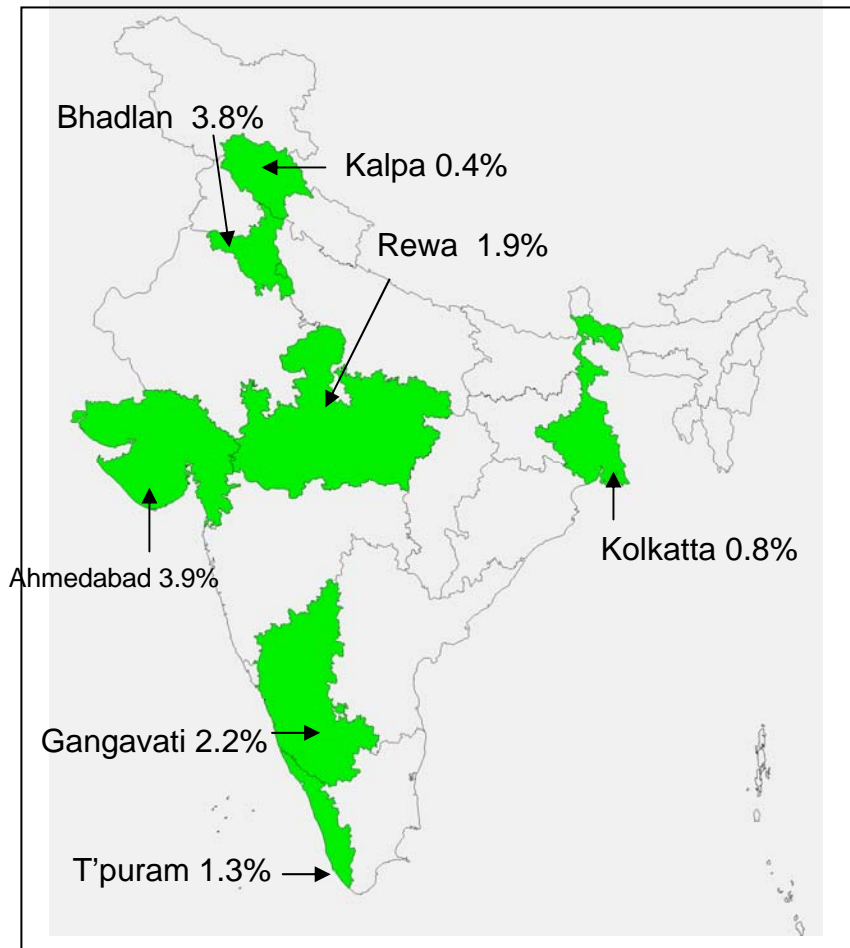 Bhadlan 3.8%
Kalpa 0.4%
Rewa 1.9%
Kolkatta 0.8%
Ahmedabad 3.9%
Gangavati 2.2%
T'puram 1.3%